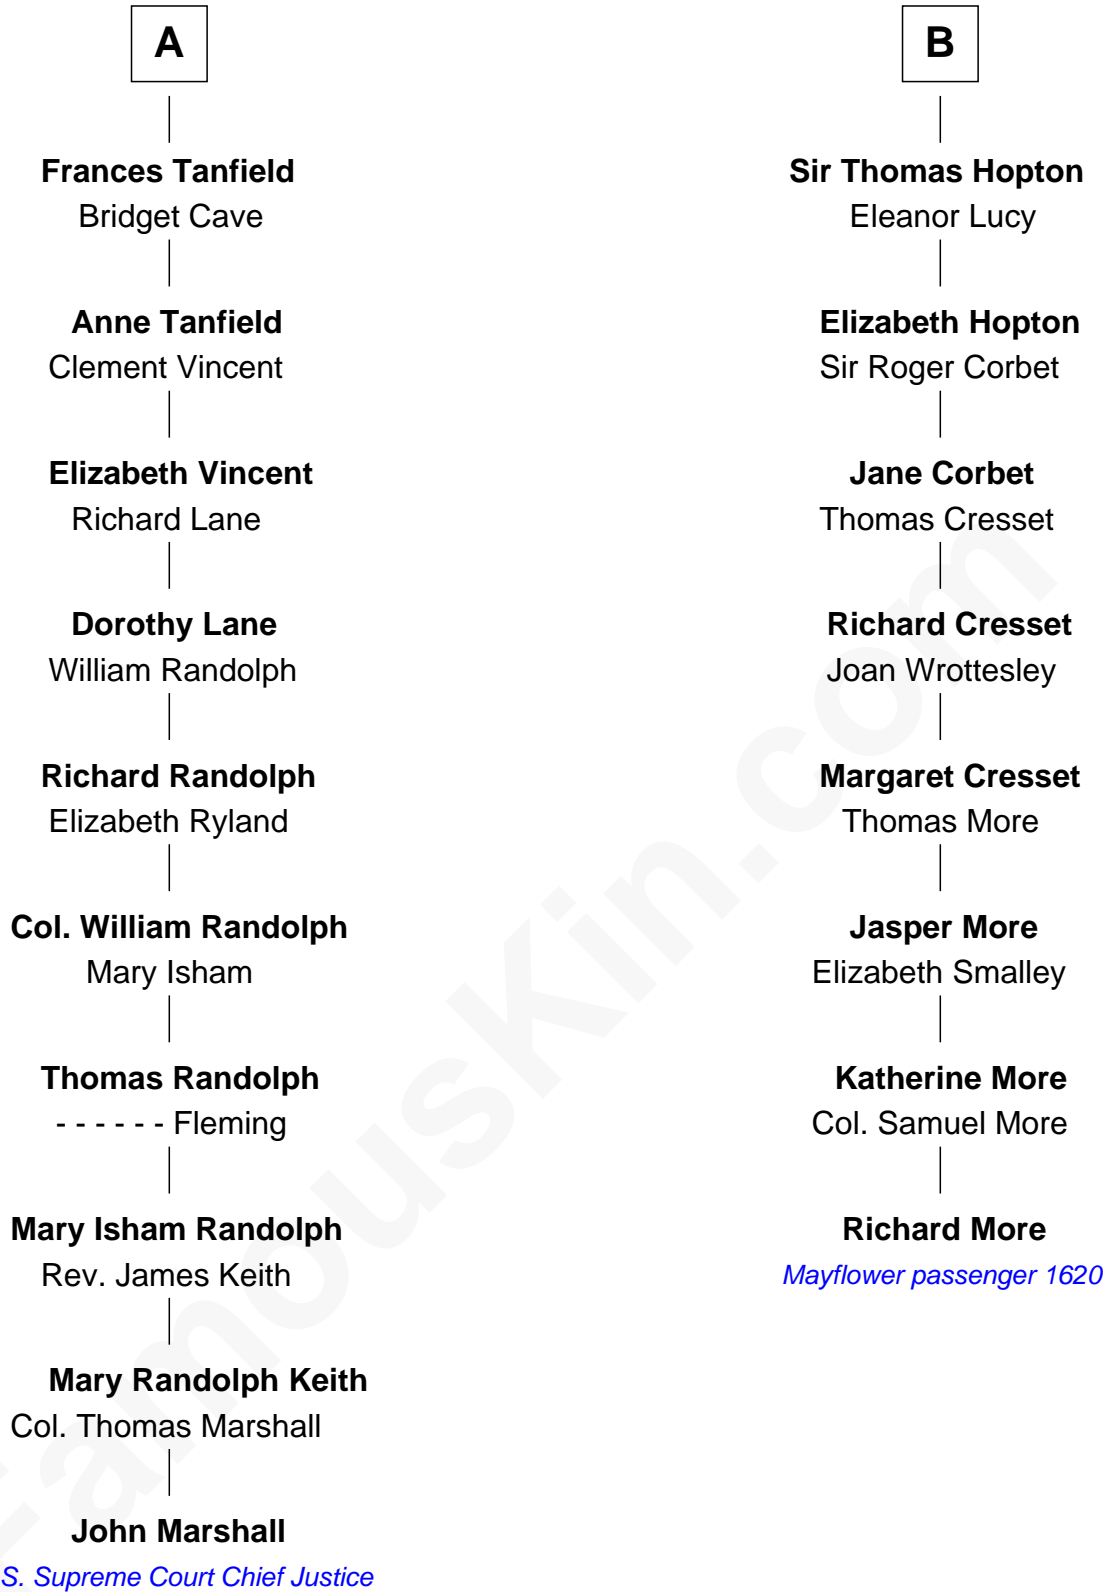 A
Frances Tanfield
Bridget Cave
Anne Tanfield
Clement Vincent
Elizabeth Vincent
Richard Lane
Dorothy Lane
William Randolph
Richard Randolph
Elizabeth Ryland
Col. William Randolph
Mary Isham
Thomas Randolph
- - - - - - Fleming
Mary Isham Randolph
Rev. James Keith
Mary Randolph Keith
Col. Thomas Marshall
John Marshall
S. Supreme Court Chief Justice
B
Sir Thomas Hopton
Eleanor Lucy
Elizabeth Hopton
Sir Roger Corbet
Jane Corbet
Thomas Cresset
Richard Cresset
Joan Wrottesley
Margaret Cresset
Thomas More
Jasper More
Elizabeth Smalley
Katherine More
Col. Samuel More
Richard More
Mayflower passenger 1620
FamousKin.com